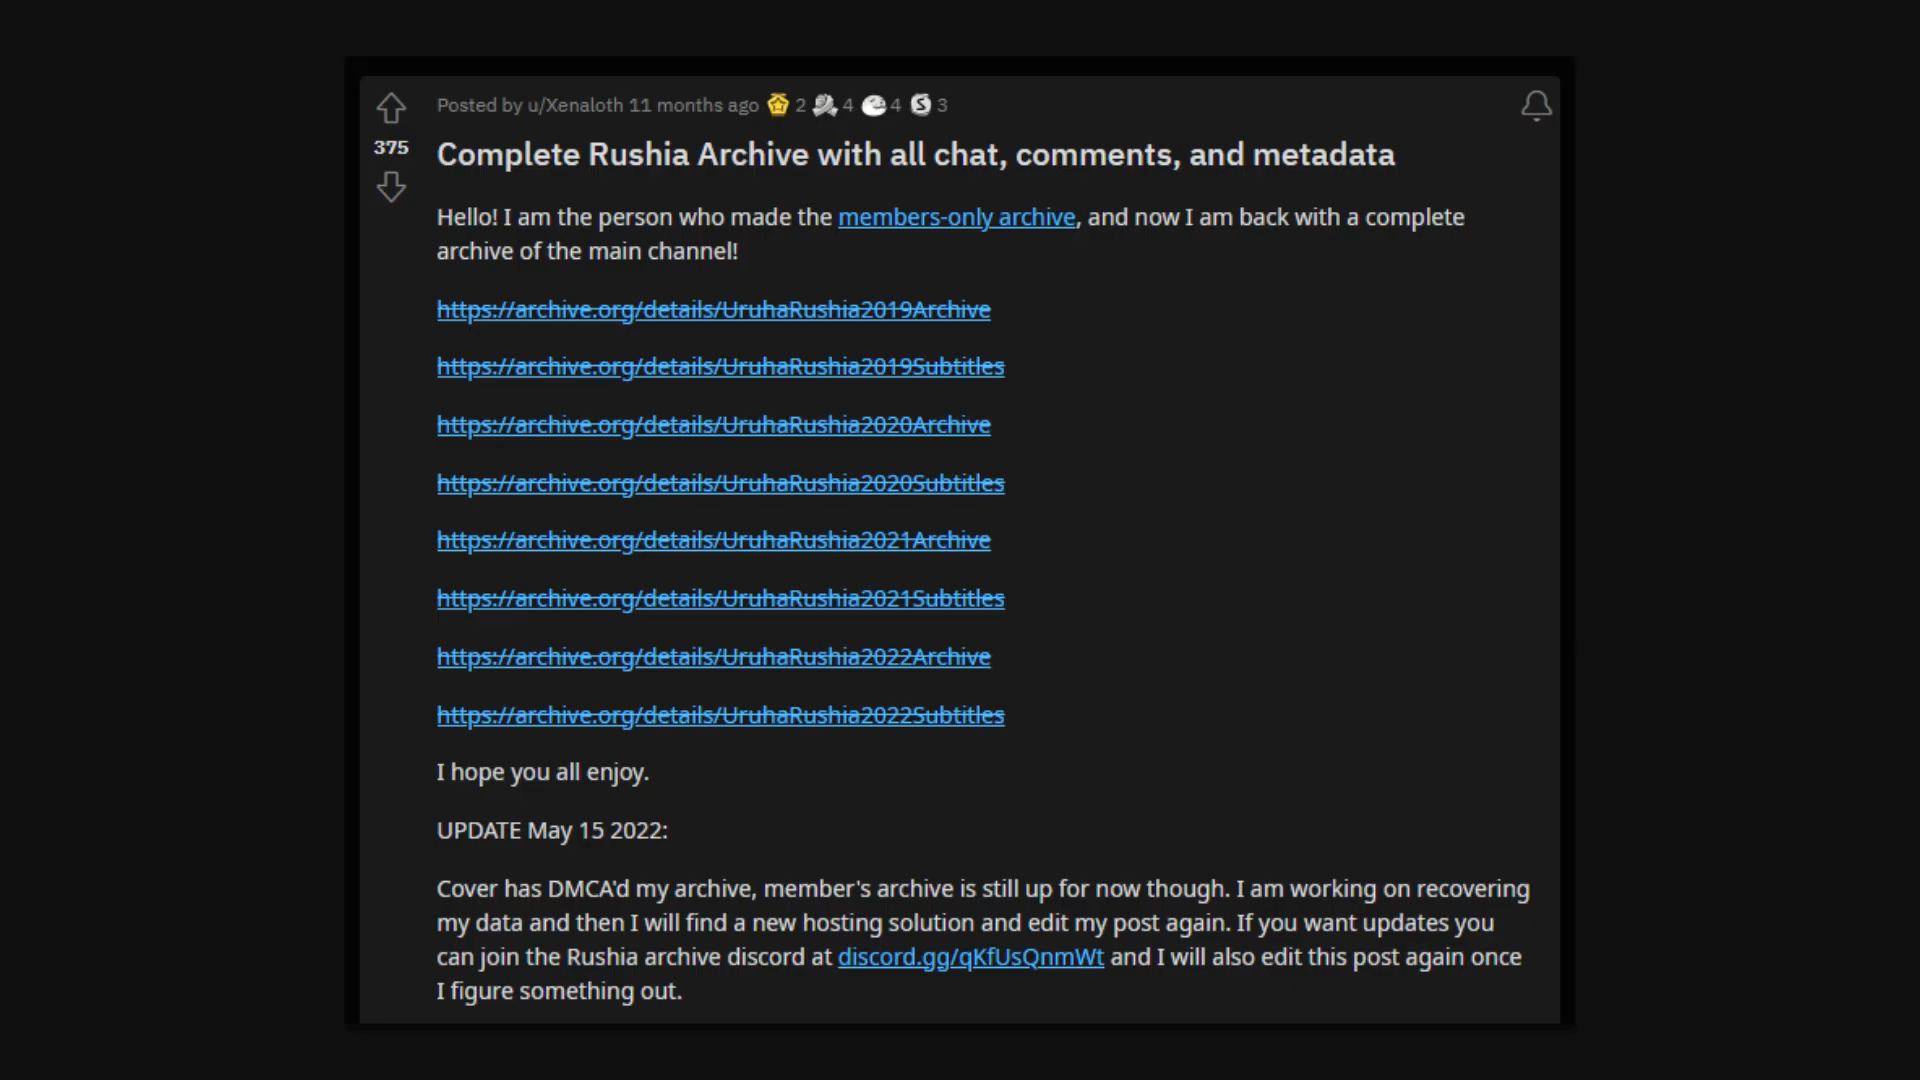 Posted by u/Xenaloth 11 months ago 2 4 4 S 3
375
Complete Rushia Archive with all chat, comments, and metadata
Hello! I am the person who made the members-only archive, and now I am back with a complete
archive of the main channel!
https://archive.org/details/UruhaRushia2019Archive
https://archive.org/details/UruhaRushia2019Subtitles
https://archive.org/details/UruhaRushia2020Archive
https://archive.org/details/UruhaRushia2020Subtitles
https://archive.org/details/UruhaRushia2021Archive
https://archive.org/details/UruhaRushia2021Subtitles
https://archive.org/details/UruhaRushia2022Archive
https://archive.org/details/UruhaRushia2022Subtitles
I hope you all enjoy.
UPDATE May 15 2022:
Cover has DMCA'd my archive, member's archive is still up for now though. I am working on recovering
my data and then I will find a new hosting solution and edit my post again. If you want updates you
can join the Rushia archive discord at discord.gg/qKfUsQnmWt and I will also edit this post again once
I figure something out.